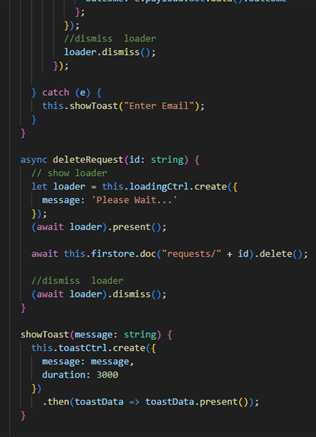 };
});
//dismiss  loader
loader.dismiss();
});
} catch (e) {
this.showToast("Enter Email");
}
}
async deleteRequest(id: string) {
// show loader
let loader = this.loadingCtrl.create({
message: 'Please Wait...'
});
(await loader).present();
await this.firstore.doc("requests/" + id).delete();
//dismiss  loader
(await loader).dismiss();
}
showToast(message: string) {
this.toastCtrl.create({
message: message,
duration: 3000
})
.then(toastData => toastData.present());
}